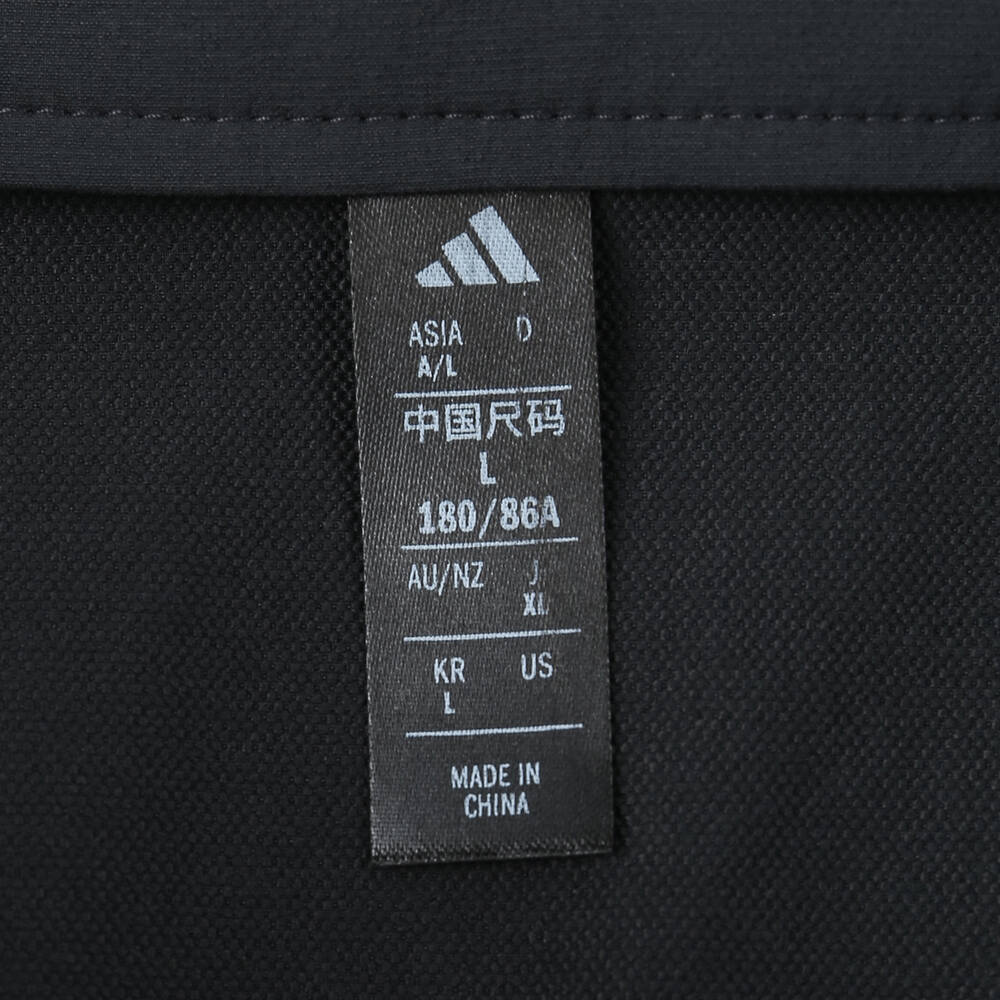 ASIA D
A/L
中国尺码
L
180/86A
AU/NZ J
XL
KR US
L
MADE IN
CHINA